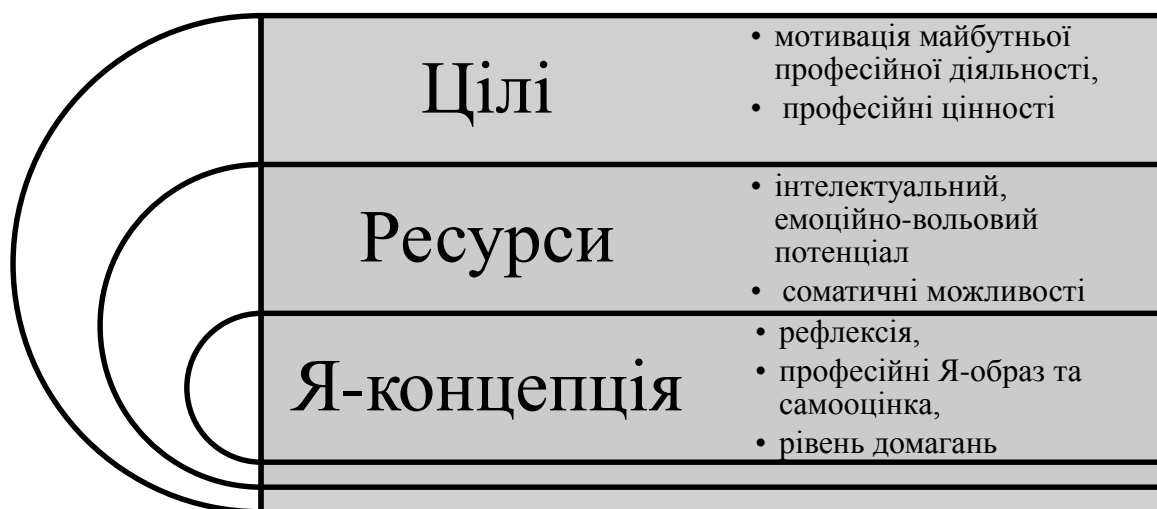 Цілі
• мотивація майбутньої
професійної діяльності,
• професійні цінності
Ресурси
• інтелектуальний,
емоційно-вольовий
потенціал
• соматичні можливості
Я-концепція
• рефлексія,
• професійні Я-образ та
самооцінка,
• рівень домагань